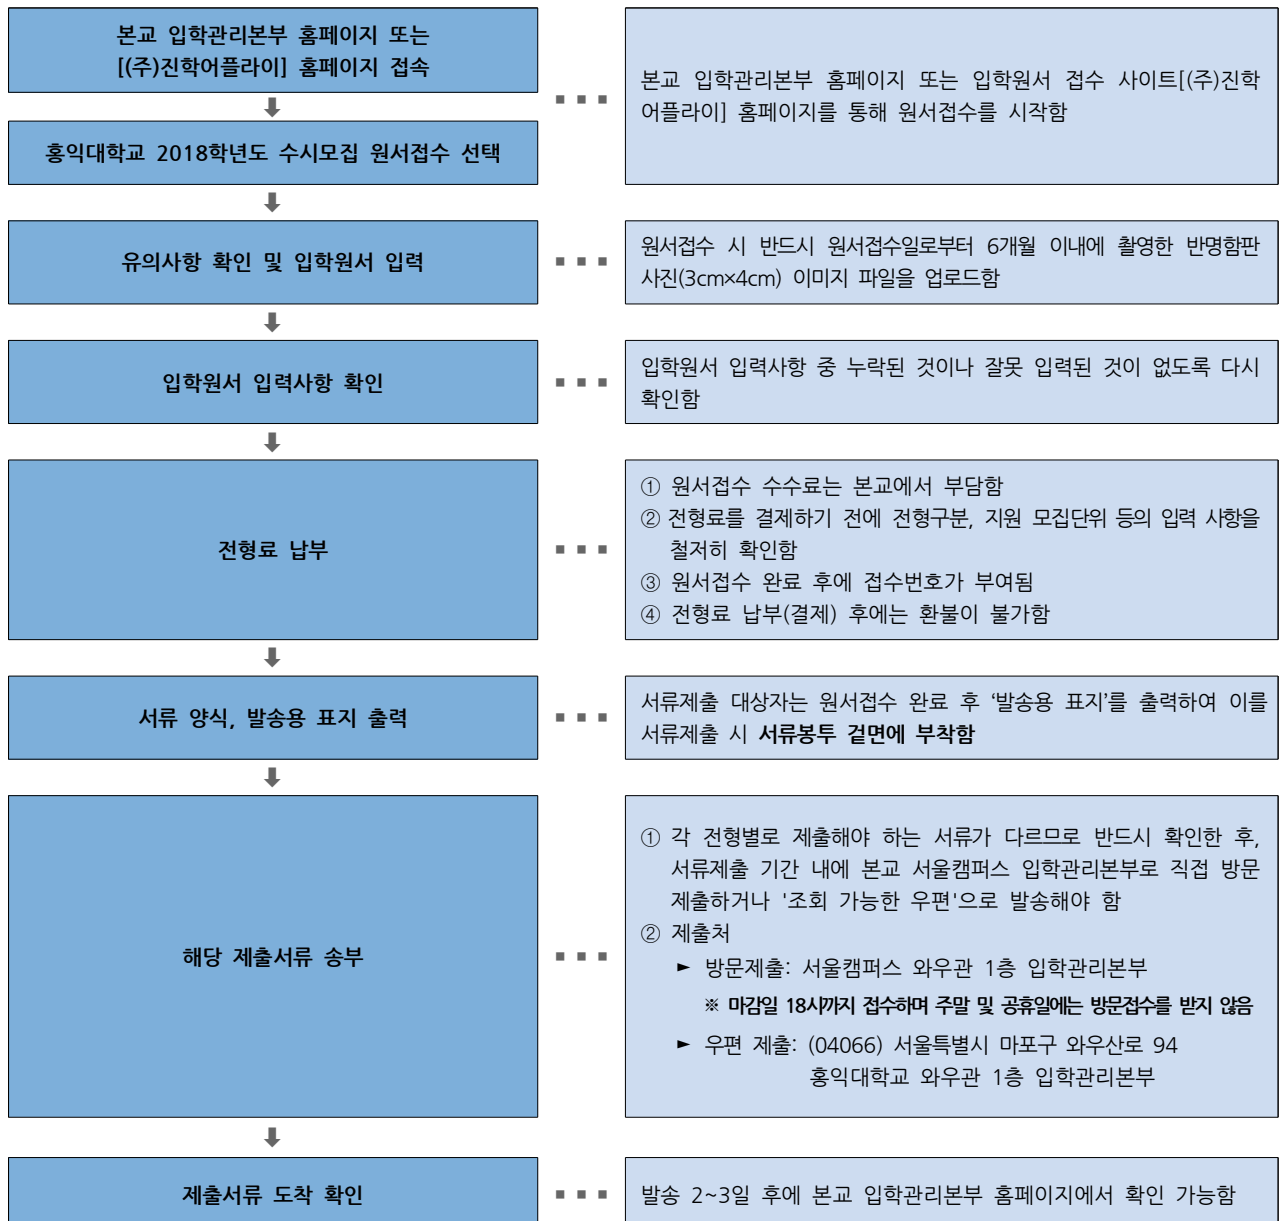 본교 입학관리본부 홈페이지 또는
[(주)진학어플라이] 홈페이지 접속
홍익대학교 2018학년도 수시모집 원서접수 선택
본교 입학관리본부 홈페이지 또는 입학원서 접수 사이트[(주)진학
어플라이] 홈페이지를 통해 원서접수를 시작함
유의사항 확인 및 입학원서 입력
원서접수 시 반드시 원서접수일로부터 6개월 이내에 촬영한 반명함판
사진(3cm×4cm) 이미지 파일을 업로드함
입학원서 입력사항 확인
입학원서 입력사항 중 누락된 것이나 잘못 입력된 것이 없도록 다시
확인함
전형료 납부
① 원서접수 수수료는 본교에서 부담함
② 전형료를 결제하기 전에 전형구분, 지원 모집단위 등의 입력 사항을
철저히 확인함
③ 원서접수 완료 후에 접수번호가 부여됨
④ 전형료 납부(결제) 후에는 환불이 불가함
서류 양식, 발송용 표지 출력
서류제출 대상자는 원서접수 완료 후 ‘발송용 표지’를 출력하여 이를
서류제출 시 서류봉투 겉면에 부착함
해당 제출서류 송부
① 각 전형별로 제출해야 하는 서류가 다르므로 반드시 확인한 후,
서류제출 기간 내에 본교 서울캠퍼스 입학관리본부로 직접 방문
제출하거나 '조회 가능한 우편'으로 발송해야 함
② 제출처
► 방문제출: 서울캠퍼스 와우관 1층 입학관리본부
※ 마감일 18시까지 접수하며 주말 및 공휴일에는 방문접수를 받지 않음
► 우편 제출: (04066) 서울특별시 마포구 와우산로 94
홍익대학교 와우관 1층 입학관리본부
제출서류 도착 확인
발송 2~3일 후에 본교 입학관리본부 홈페이지에서 확인 가능함